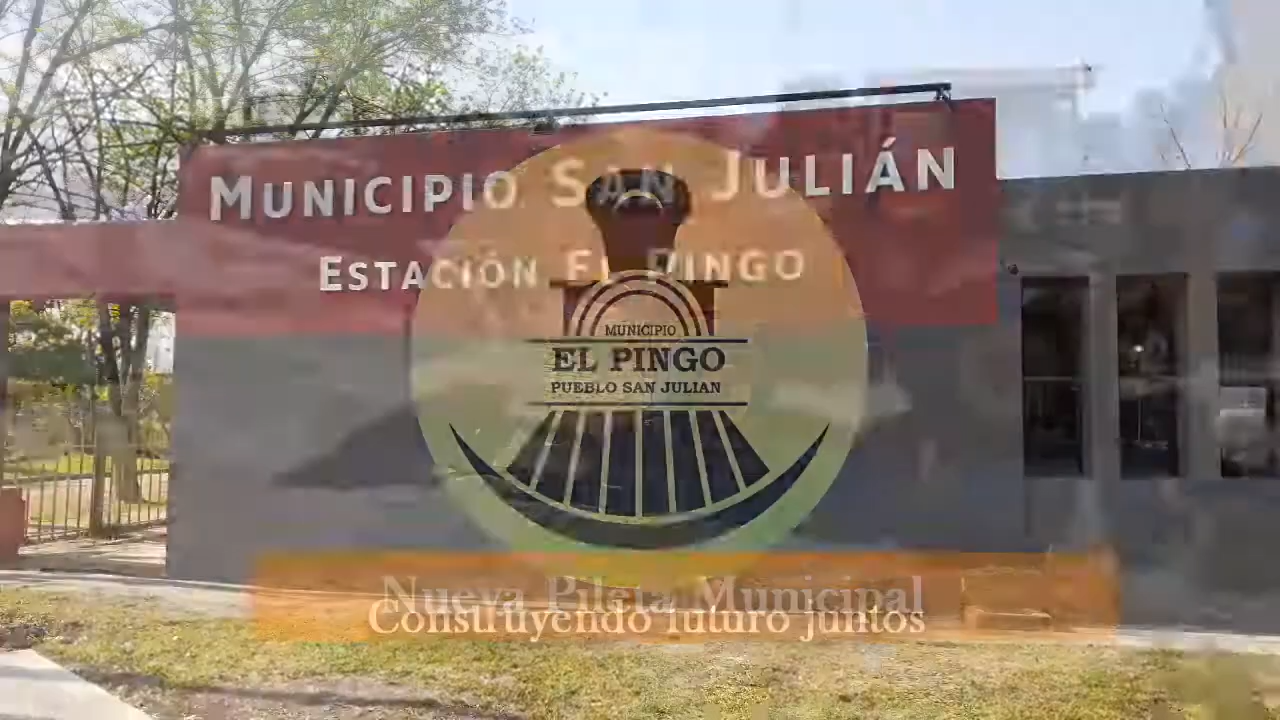 MUNICIPIO SAN JULIÁN
ESTACIÓN EL PINGO
MUNICIPIO
EL PINGO
PUEBLO SAN JULIAN
Nueva Pileta Municipal
Construyendo futuro juntos